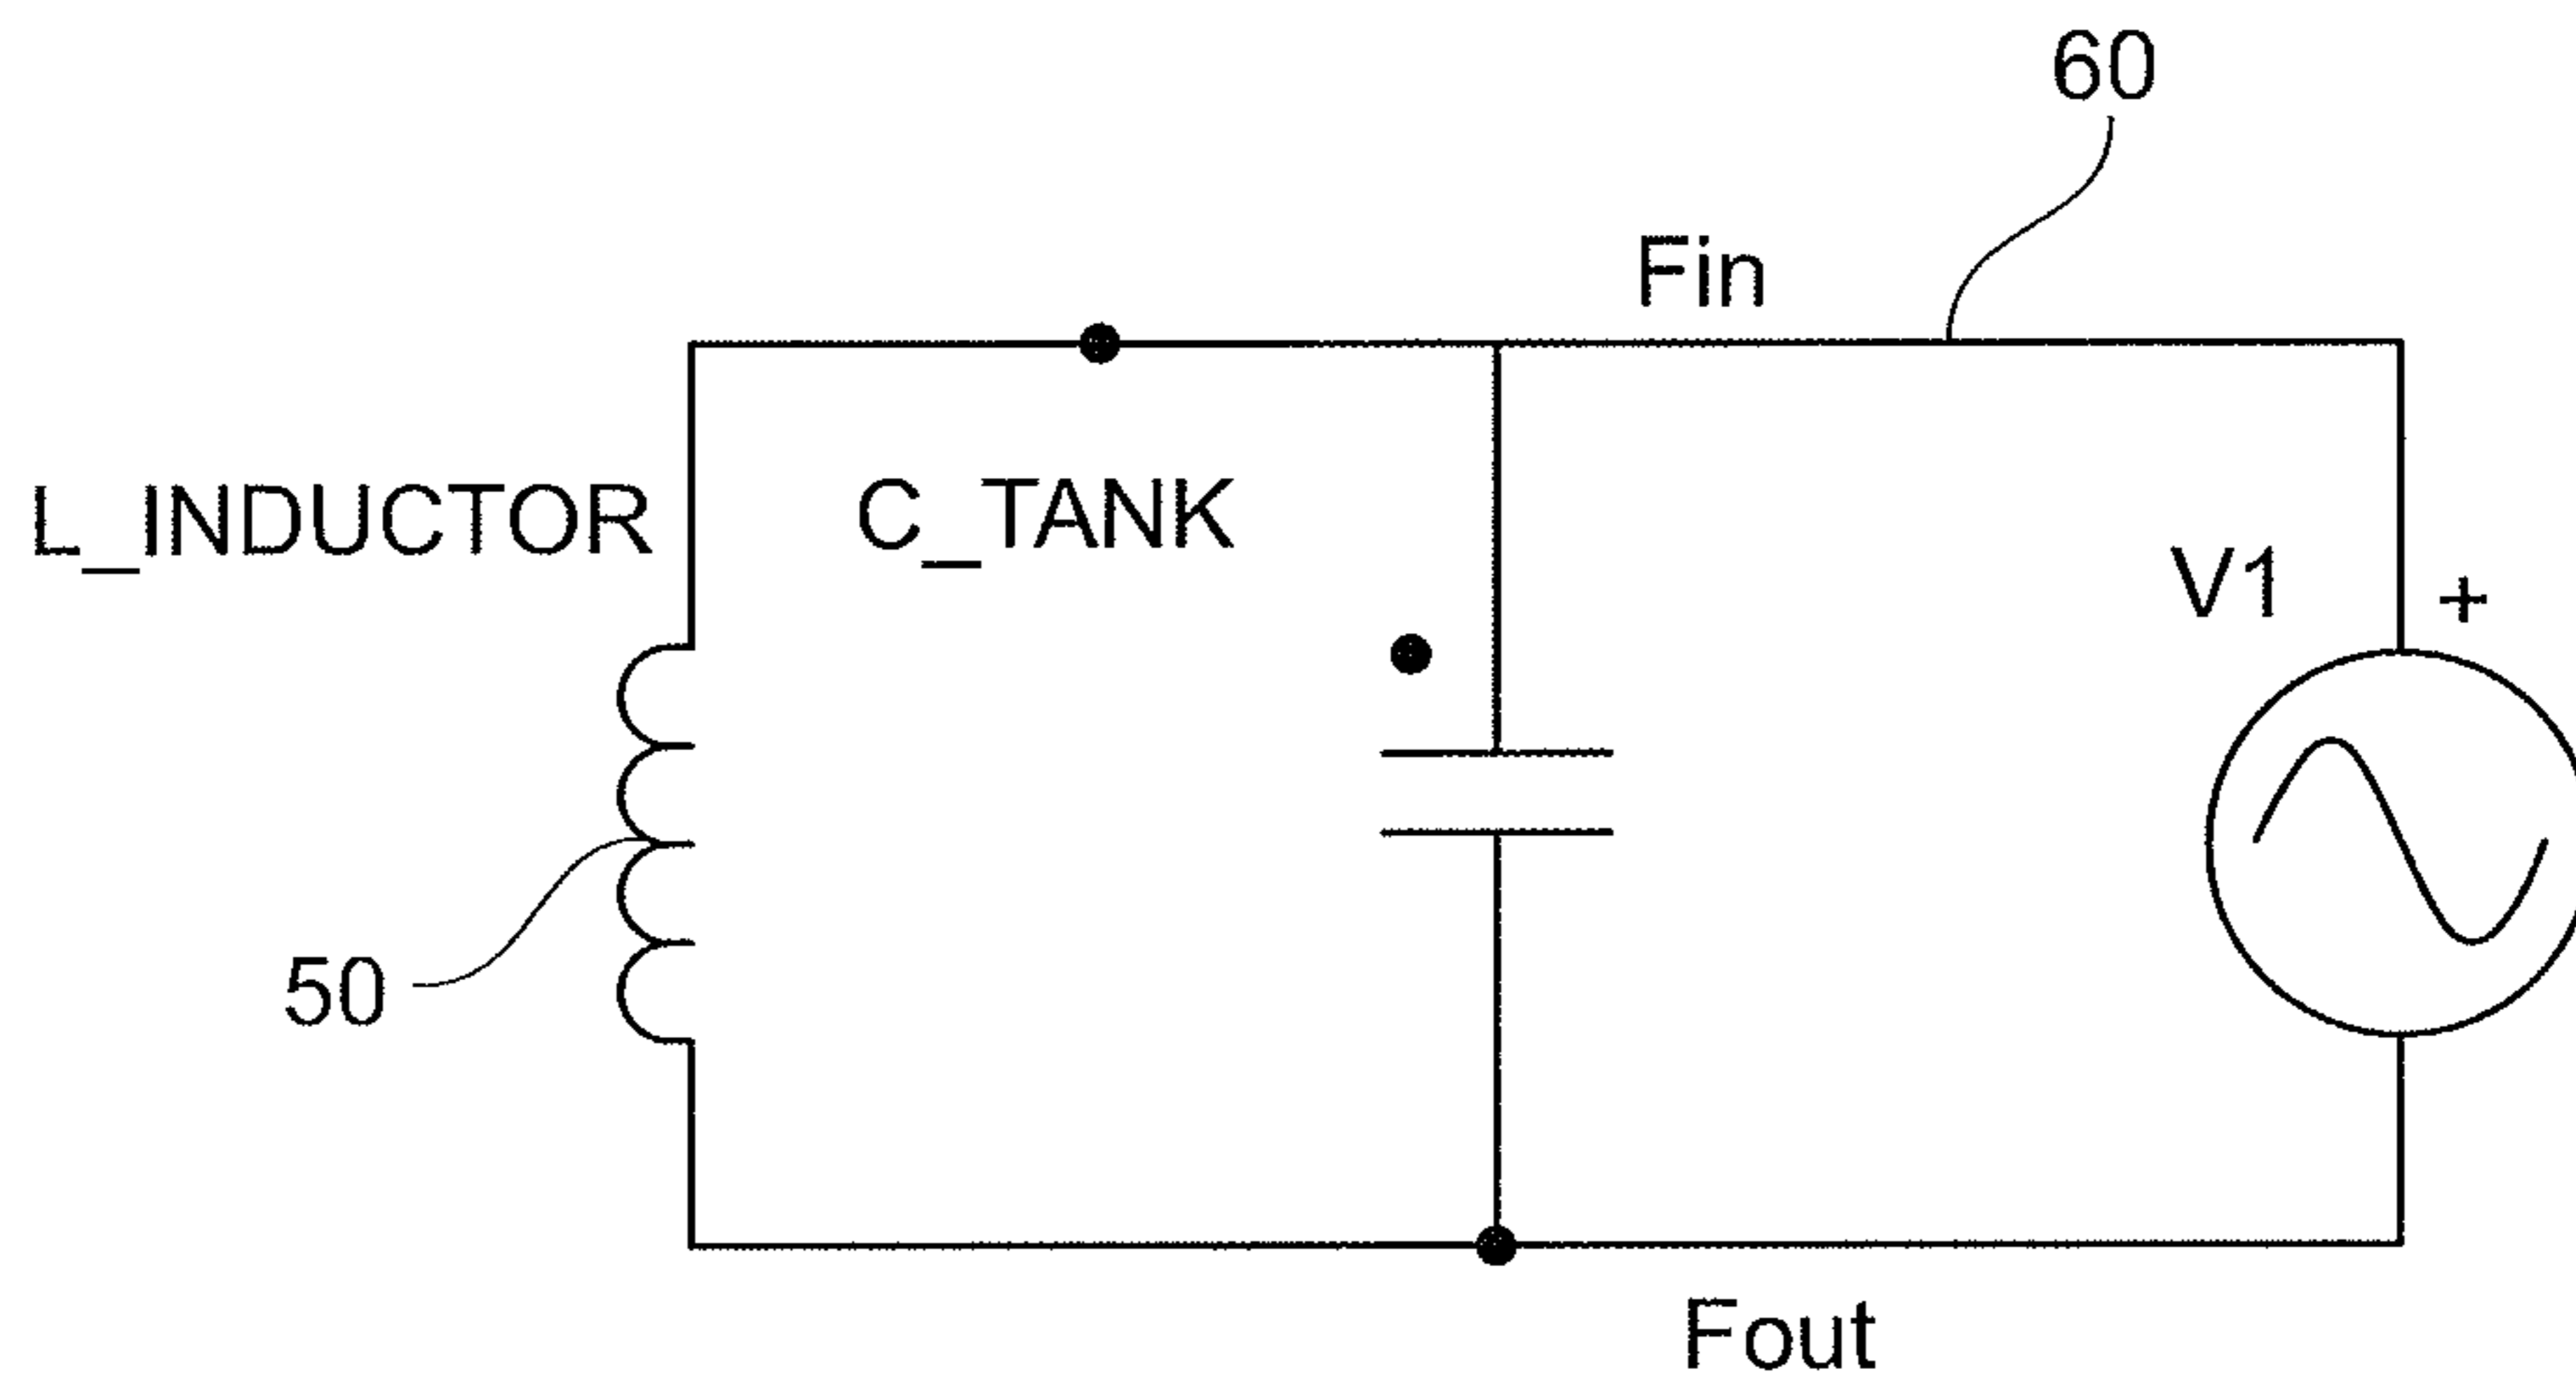 60
Fin
L_INDUCTOR
C_TANK
V1
+
50
Fout